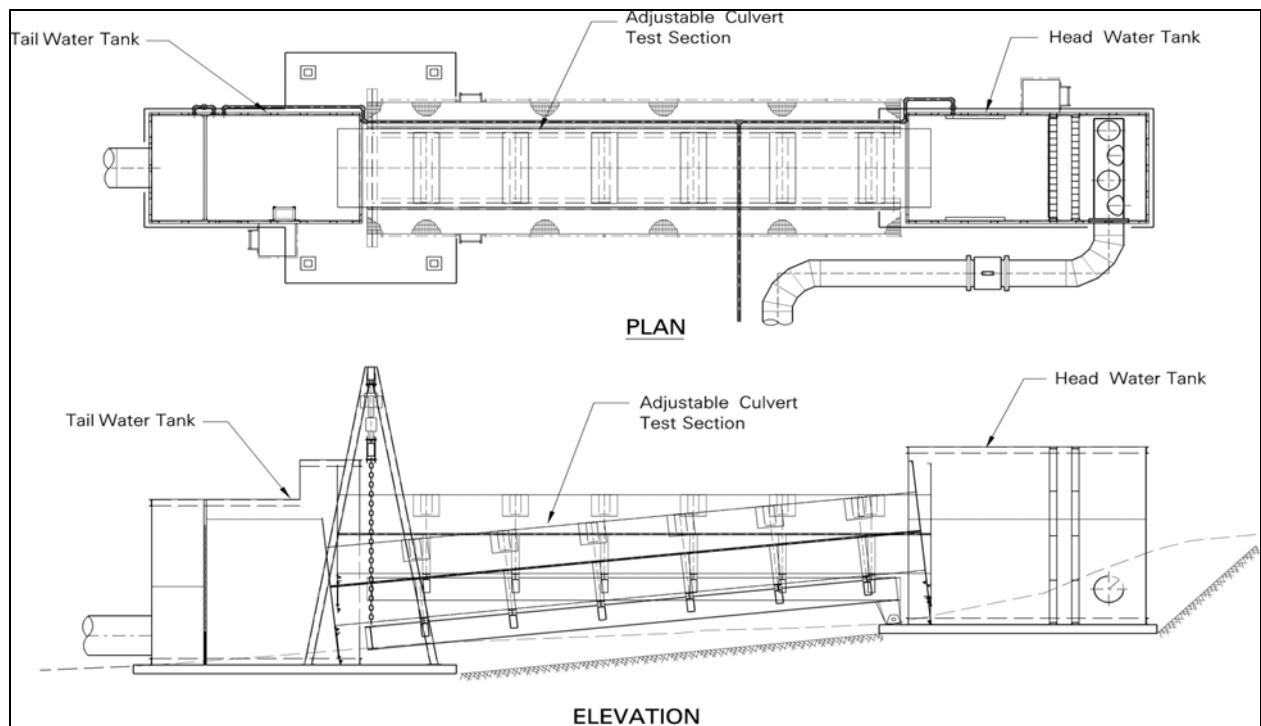 Adjustable Culvert
Test Section
Tail Water Tank
Head Water Tank
PLAN
Head Water Tank
Adjustable Culvert
Test Section
Tail Water Tank
ELEVATION